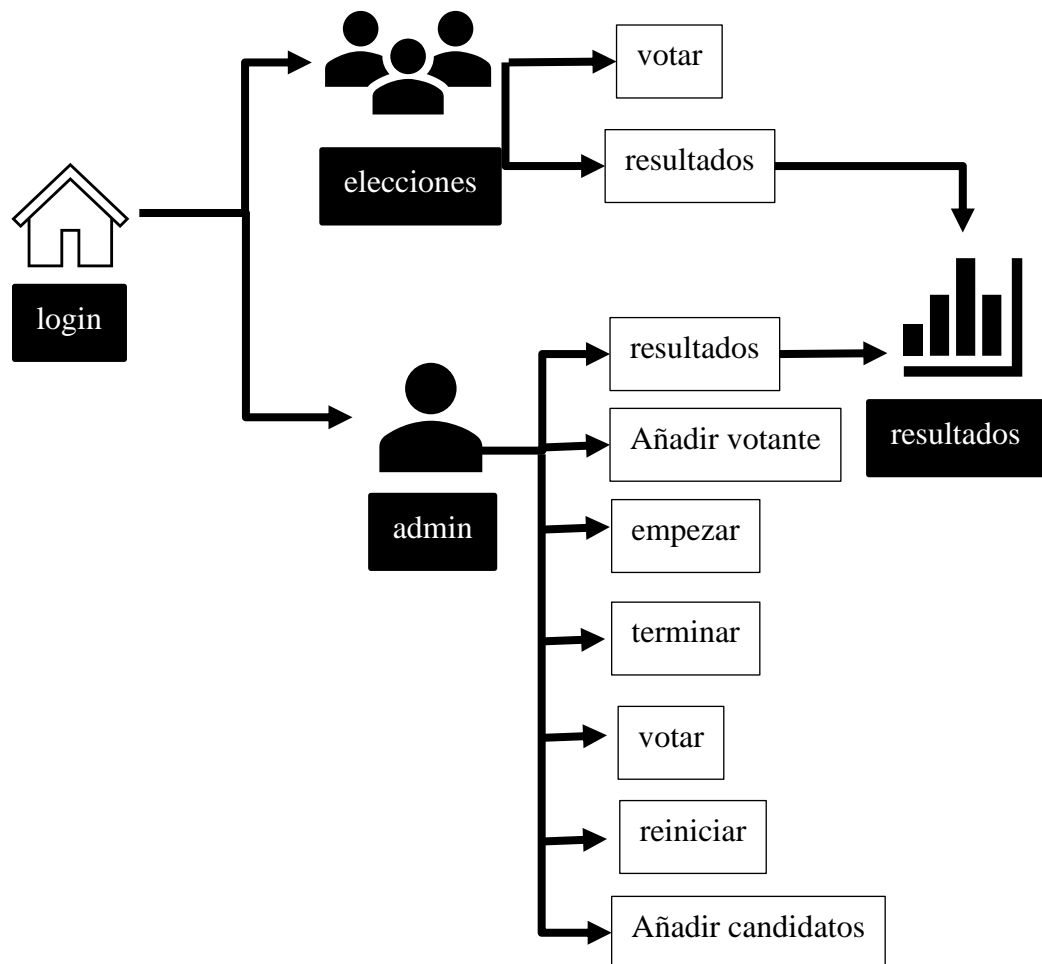 votar
resultados
elecciones
login
resultados
Añadir votante
resultados
admin
empezar
terminar
votar
reiniciar
Añadir candidatos